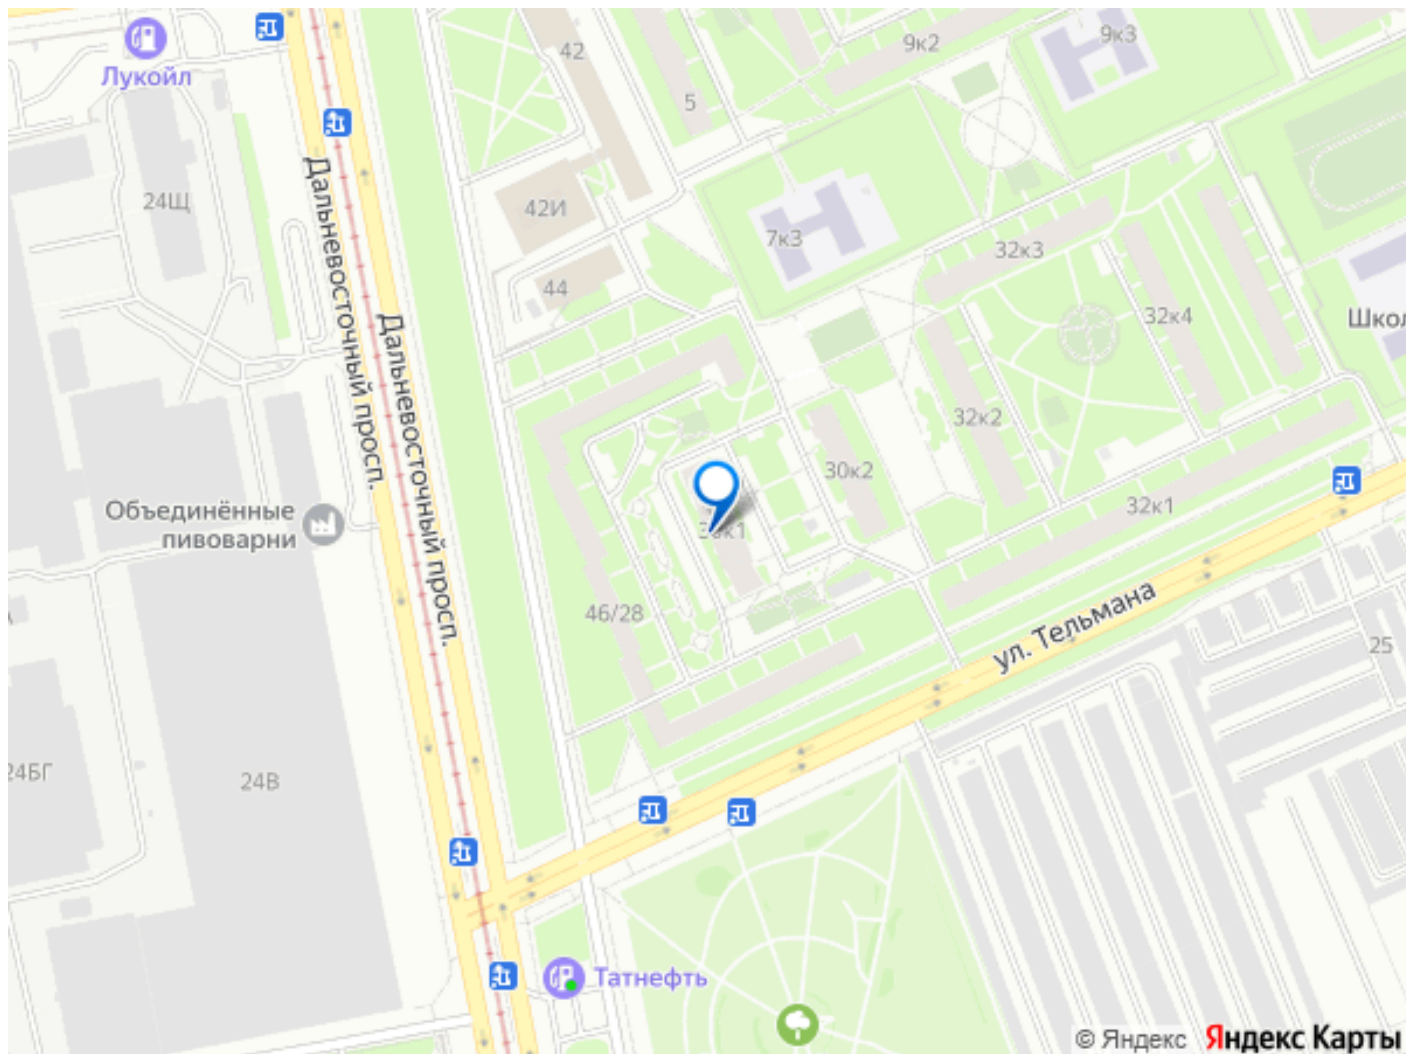 Лукойл
42
9к2
9к3
5
24Щ
42И
7к3
32к3
44
32к4
Школ
Дальневосточный просп.
Дальневосточный просп.
32к2
30к2
32к1
Объединённые
пивоварни
46/28
ул. Тельмана
25
24БГ
24В
Татнефть
© Яндекс Яндекс Карты